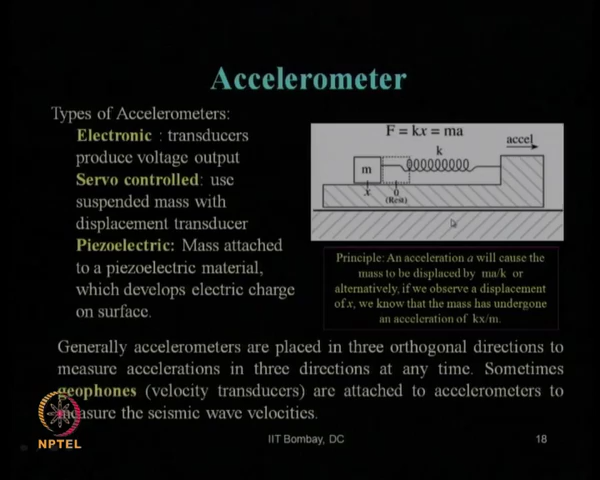 Accelerometer
Types of Accelerometers:
Electronic : transducers
produce voltage output
Servo controlled: use
suspended mass with
displacement transducer
Piezoelectric: Mass attached
to a piezoelectric material,
which develops electric charge
on surface.
F = kx = ma
accel
k
m
x
0
(Rest)
Principle: An acceleration a will cause the
mass to be displaced by ma/k or
alternatively, if we observe a displacement
of x, we know that the mass has undergone
an acceleration of kx/m.
Generally accelerometers are placed in three orthogonal directions to
measure accelerations in three directions at any time. Sometimes
geophones (velocity transducers) are attached to accelerometers to
measure the seismic wave velocities.
NPTEL
IIT Bombay, DC
18